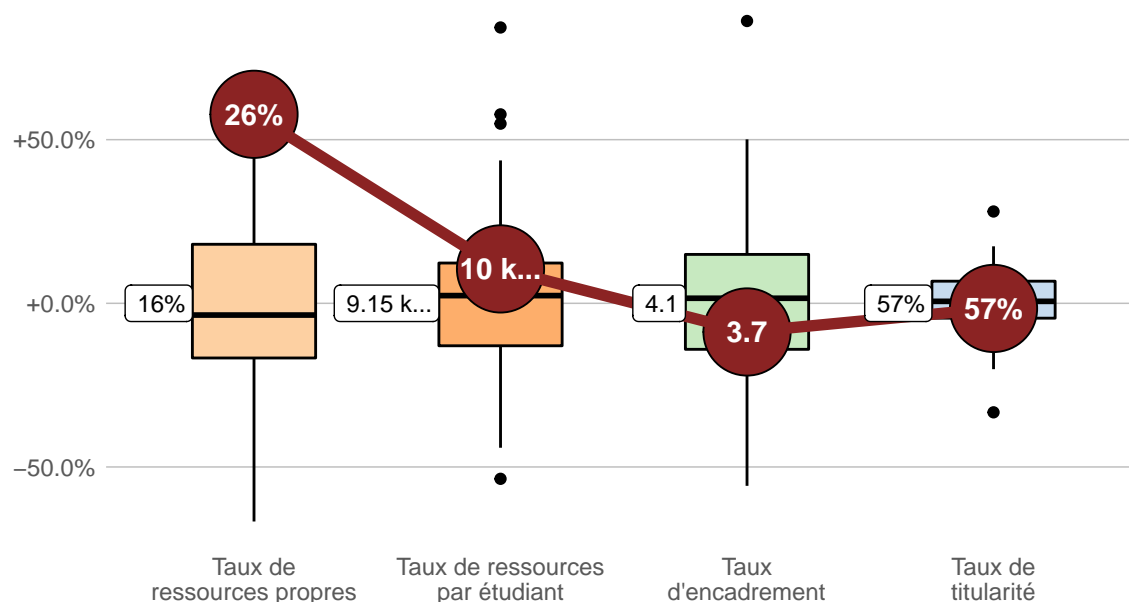 +50.0%
+0.0%
−50.0%
26%
10 k...
3.7
57%
16%
9.15 k...
4.1
57%
Taux de
ressources propres
Taux de ressources
par étudiant
Taux
d'encadrement
Taux de
titularité